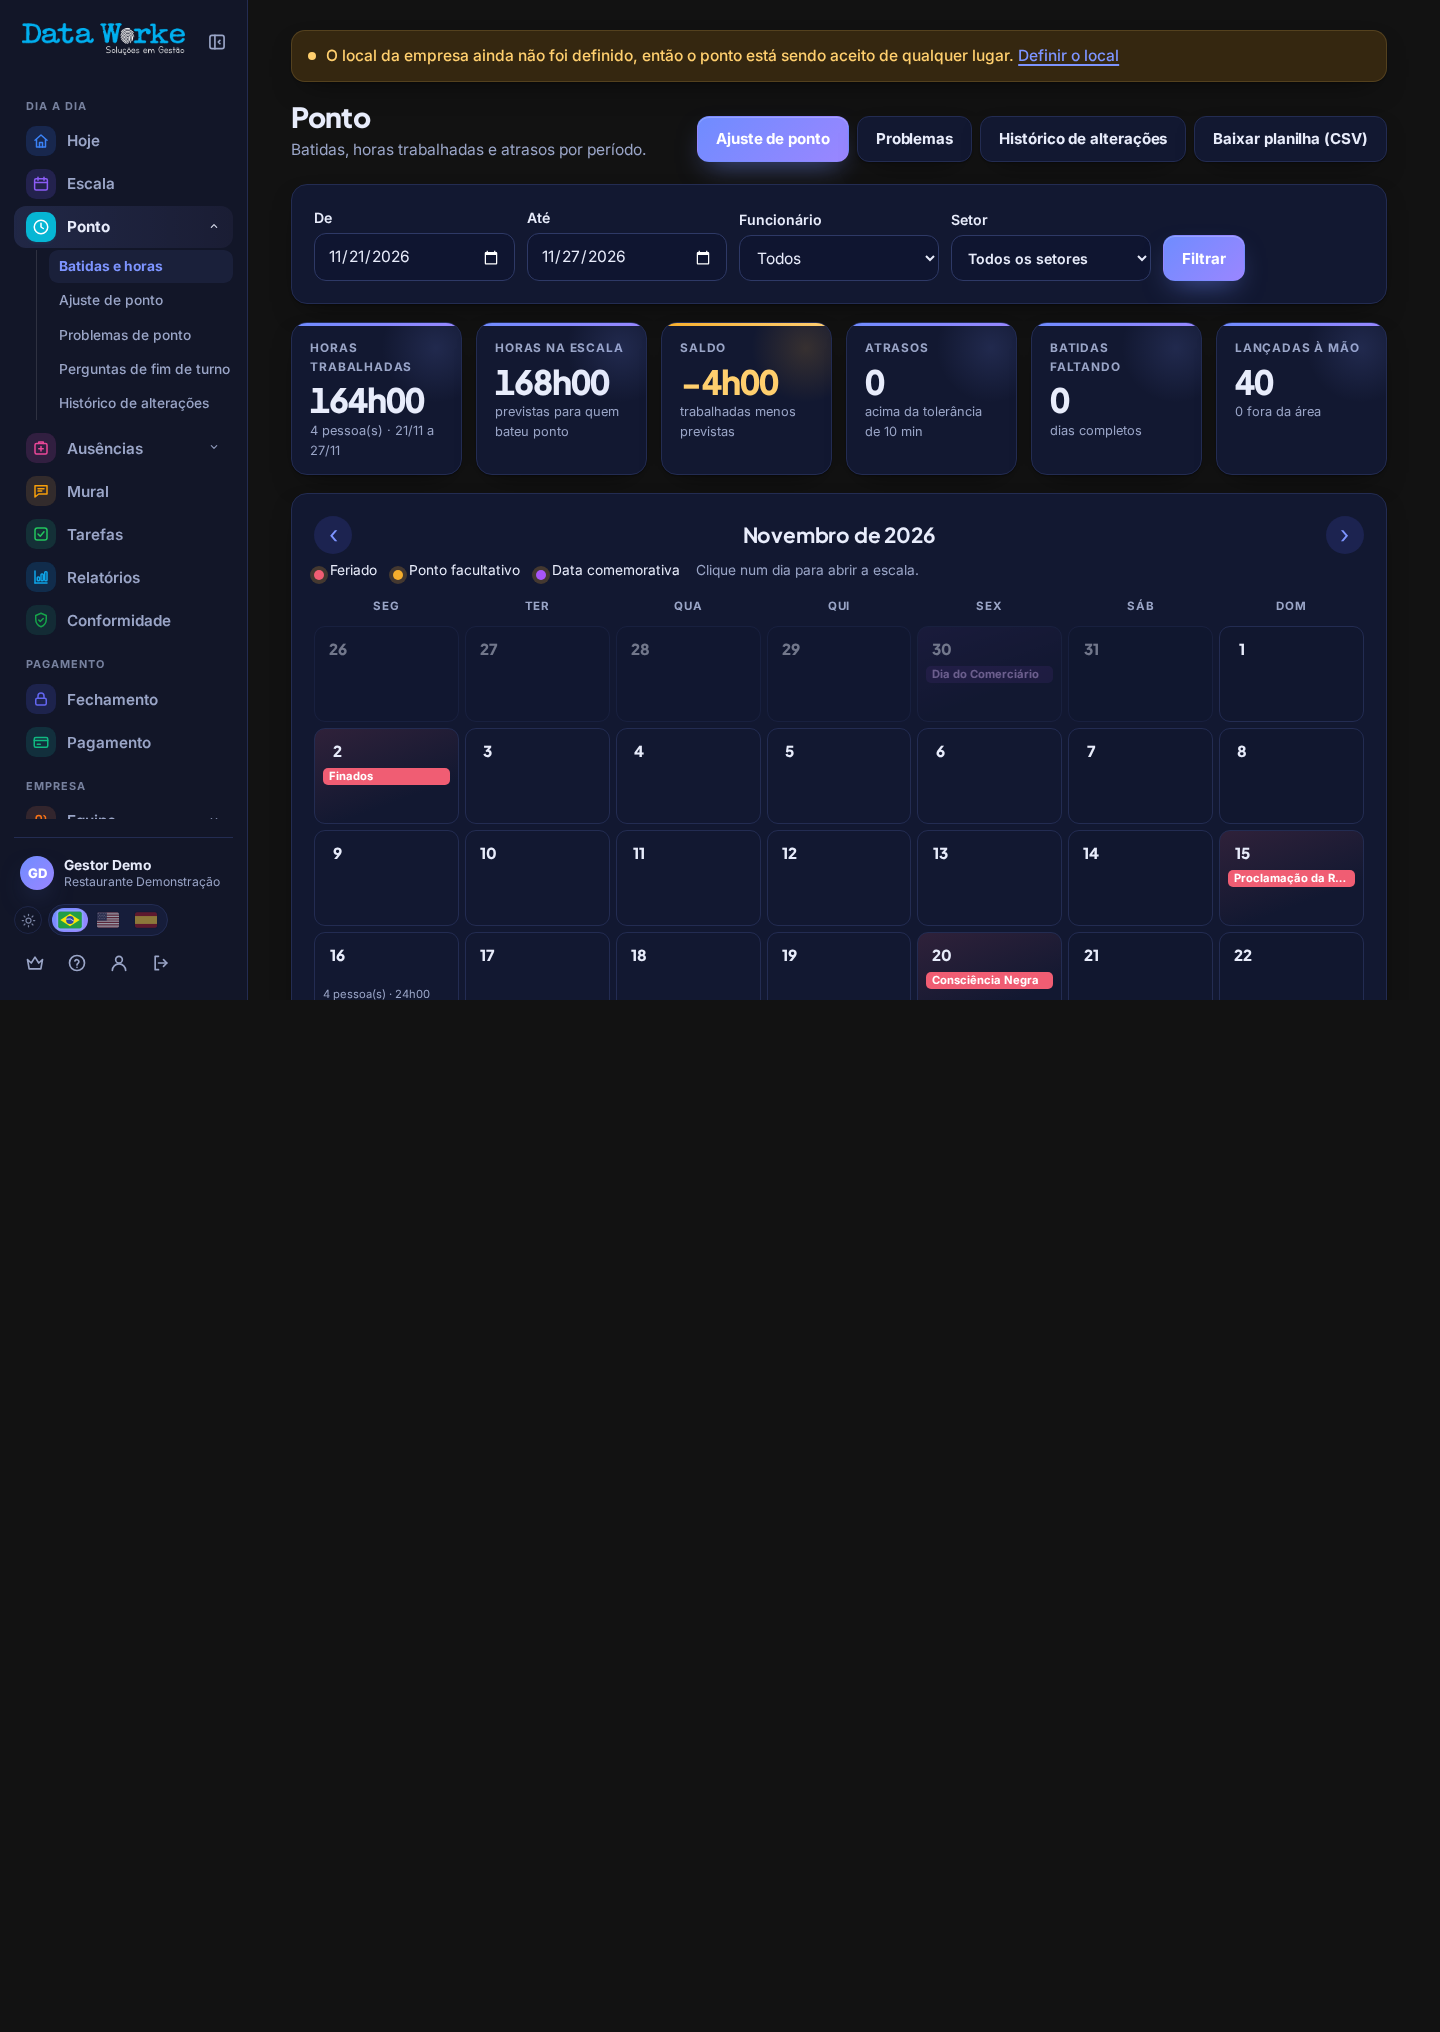 Data Worke
Soluções em Gestão
DIA A DIA
Hoje
Escala
Ponto
Batidas e horas
Ajuste de ponto
Problemas de ponto
Perguntas de fim de turno
Histórico de alterações
Ausências
Mural
Tarefas
Relatórios
Conformidade
PAGAMENTO
Fechamento
Pagamento
EMPRESA
GD
Gestor Demo
Restaurante Demonstração
O local da empresa ainda não foi definido, então o ponto está sendo aceito de qualquer lugar. Definir o local
Ponto
Batidas, horas trabalhadas e atrasos por período.
Ajuste de ponto
Problemas
Histórico de alterações
Baixar planilha (CSV)
De
11/21/2026
Até
11/27/2026
Funcionário
Todos
Setor
Todos os setores
Filtrar
HORAS
TRABALHADAS
164h00
4 pessoa(s) · 21/11 a
27/11
HORAS NA ESCALA
168h00
previstas para quem
bateu ponto
SALDO
-4h00
trabalhadas menos
previstas
ATRASOS
0
acima da tolerância
de 10 min
BATIDAS
FALTANDO
0
dias completos
LANÇADAS À MÃO
40
0 fora da área
Novembro de 2026
Feriado Ponto facultativo Data comemorativa Clique num dia para abrir a escala.
SEG TER QUA QUI SEX SÁB DOM
26 27 28 29 30 31 1
Dia do Comerciário
2 3 4 5 6 7 8
Finados
9 10 11 12 13 14 15
Proclamação da R...
16 17 18 19 20 21 22
Consciência Negra
4 pessoa(s) · 24h00